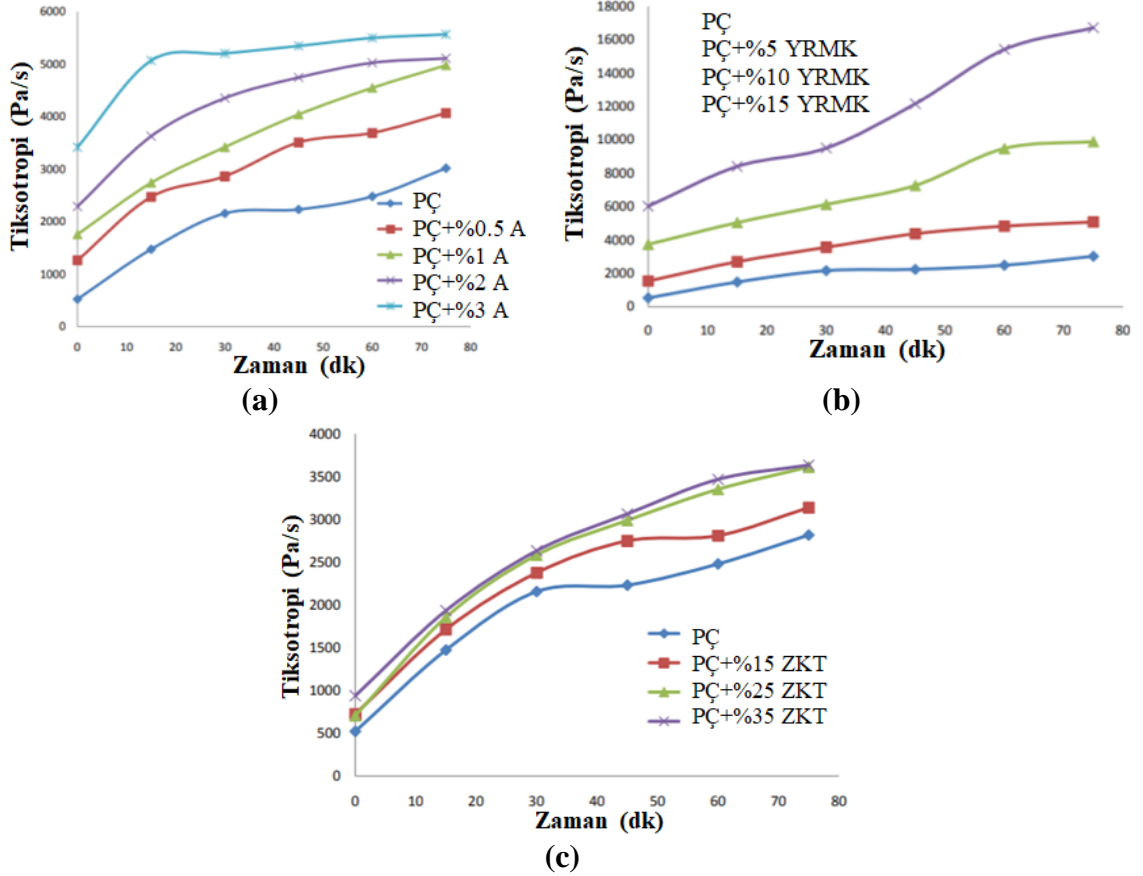 Tiksotropi (Pa/s)
6000
5000
4000
3000
2000
1000
0
0 10 20 30 40 50 60 70 80
Zaman (dk)
PÇ
PÇ+%0.5 A
PÇ+%1 A
PÇ+%2 A
PÇ+%3 A
(a)
Tiksotropi (Pa/s)
18000
16000
14000
12000
10000
8000
6000
4000
2000
0
0 10 20 30 40 50 60 70 80
Zaman (dk)
PÇ
PÇ+%5 YRMK
PÇ+%10 YRMK
PÇ+%15 YRMK
(b)
Tiksotropi (Pa/s)
4000
3500
3000
2500
2000
1500
1000
500
0
0 10 20 30 40 50 60 70 80
Zaman (dk)
PÇ
PÇ+%15 ZKT
PÇ+%25 ZKT
PÇ+%35 ZKT
(c)